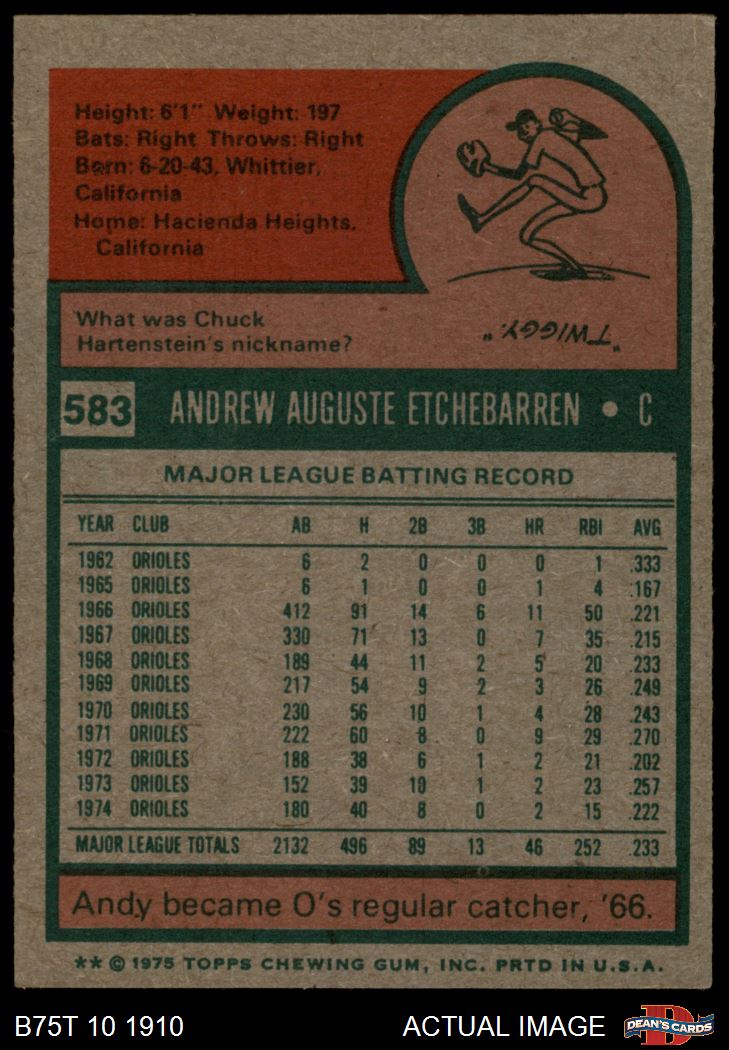 Height: 6'1" Weight: 197
Bats: Right Throws: Right
Born: 6-20-43, Whittier,
California
Home: Hacienda Heights,
California
What was Chuck
Hartenstein's nickname?
"TWIGGY."
583 ANDREW AUGUSTE ETCHEBARREN • C
MAJOR LEAGUE BATTING RECORD
YEAR CLUB AB H 2B 3B HR RBI AVG
1962 ORIOLES 6 2 0 0 0 1 .333
1965 ORIOLES 6 1 0 0 1 4 .167
1966 ORIOLES 412 91 14 6 11 50 .221
1967 ORIOLES 330 71 13 0 7 35 .215
1968 ORIOLES 189 44 11 2 5 20 .233
1969 ORIOLES 217 54 9 2 3 26 .249
1970 ORIOLES 230 56 10 1 4 28 .243
1971 ORIOLES 222 60 8 0 9 29 .270
1972 ORIOLES 188 38 6 1 2 21 .202
1973 ORIOLES 152 39 10 1 2 23 .257
1974 ORIOLES 180 40 8 0 2 15 .222
MAJOR LEAGUE TOTALS 2132 496 89 13 46 252 .233
Andy became O's regular catcher, '66.
** © 1975 TOPPS CHEWING GUM, INC. PRTD IN U.S.A.
B75T 10 1910 ACTUAL IMAGE DEAN'S CARDS